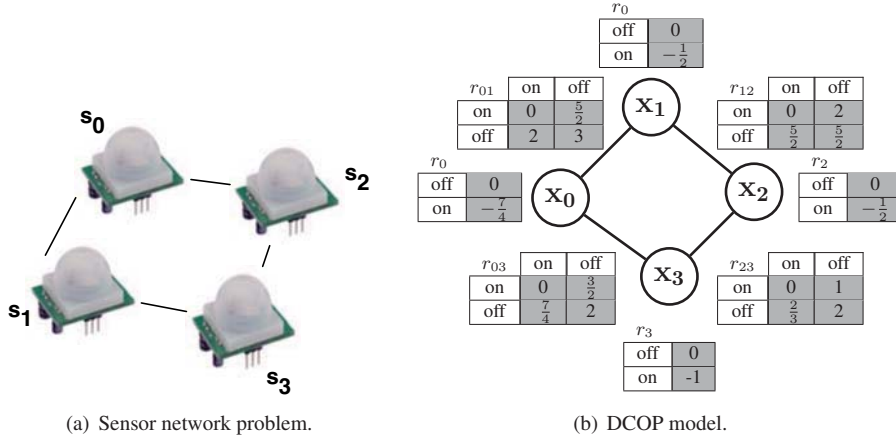 s0
s2
s1
s3
(a) Sensor network problem.
r0
off 0
on −1/2
r01 on off
on 0 5/2
off 2 3
x1
r12 on off
on 0 2
off 5/2 5/2
r0
off 0
on −7/4
x0
x2
r2
off 0
on −1/2
r03 on off
on 0 3/2
off 7/4 2
x3
r23 on off
on 0 1
off 2/3 2
r3
off 0
on -1
(b) DCOP model.